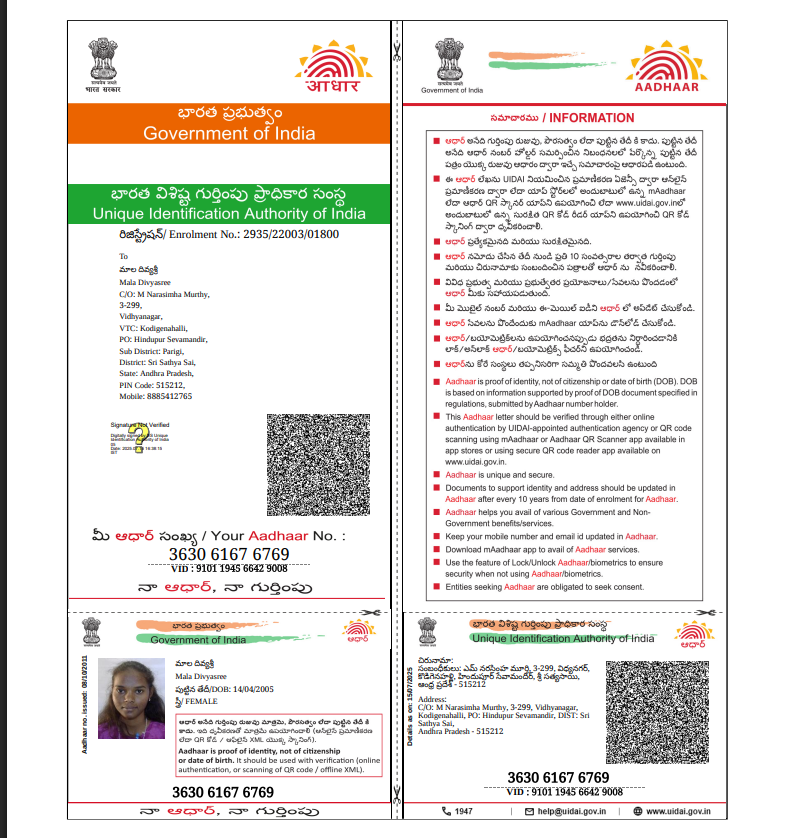 सत्यमेव जयते
भारत सरकार
आधार
భారత ప్రభుత్వం
Government of India
భారత విశిష్ట గుర్తింపు ప్రాధికార సంస్థ
Unique Identification Authority of India
రిజిస్ట్రేషన్/ Enrolment No.: 2935/22003/01800
To
మాల దివ్యశ్రీ
Mala Divyasree
C/O: M Narasimha Murthy,
3-299,
Vidhyanagar,
VTC: Kodigenahalli,
PO: Hindupur Sevamandir,
Sub District: Parigi,
District: Sri Sathya Sai,
State: Andhra Pradesh,
PIN Code: 515212,
Mobile: 8885412765
Signature Not Verified
మీ ఆధార్ సంఖ్య / Your Aadhaar No. :
3630 6167 6769
VID : 9101 1945 6642 9008
నా ఆధార్, నా గుర్తింపు
భారత ప్రభుత్వం
Government of India
ఆధార్
Aadhaar no. issued: 09/10/2011
మాల దివ్యశ్రీ
Mala Divyasree
పుట్టిన తేదీ/DOB: 14/04/2005
స్త్రీ/ FEMALE
ఆధార్ అనేది గుర్తింపు రుజువు మాత్రమే, పౌరసత్వం లేదా పుట్టిన తేదీ కి
కాదు. ఇది ధృవీకరణతో మాత్రమే ఉపయోగించాలి (ఆన్‌లైన్ ప్రమాణీకరణ
లేదా QR కోడ్ / ఆఫ్‌లైన్ XML యొక్క స్కానింగ్).
Aadhaar is proof of identity, not of citizenship
or date of birth. It should be used with verification (online
authentication, or scanning of QR code / offline XML).
3630 6167 6769
నా ఆధార్, నా గుర్తింపు
सत्यमेव जयते
Government of India
AADHAAR
సమాచారము / INFORMATION
ఆధార్ అనేది గుర్తింపు రుజువు, పౌరసత్వం లేదా పుట్టిన తేదీ కి కాదు. పుట్టిన తేదీ
అనేది ఆధార్ నంబర్ హోల్డర్ సమర్పించిన నిబంధనలలో పేర్కొన్న పుట్టిన తేదీ
పత్రం యొక్క రుజువు ఆధారం ద్వారా ఇచ్చే సమాచారంపై ఆధారపడి ఉంటుంది.
ఈ ఆధార్ లేఖను UIDAI నియమించిన ప్రమాణీకరణ ఏజెన్సీ ద్వారా ఆన్‌లైన్
ప్రమాణీకరణ ద్వారా లేదా యాప్ స్టోర్‌లలో అందుబాటులో ఉన్న mAadhaar
లేదా ఆధార్ QR స్కానర్ యాప్‌ని ఉపయోగించి లేదా www.uidai.gov.inలో
అందుబాటులో ఉన్న సురక్షిత QR కోడ్ రీడర్ యాప్‌ని ఉపయోగించి QR కోడ్
స్కానింగ్ ద్వారా ధృవీకరించాలి.
ఆధార్ ప్రత్యేకమైనది మరియు సురక్షితమైనది.
ఆధార్ నమోదు చేసిన తేదీ నుండి ప్రతి 10 సంవత్సరాల తర్వాత గుర్తింపు
మరియు చిరునామాకు సంబంధించిన పత్రాలతో ఆధార్ ను నవీకరించాలి.
వివిధ ప్రభుత్వ మరియు ప్రభుత్వేతర ప్రయోజనాలు/సేవలను పొందడంలో
ఆధార్ మీకు సహాయపడుతుంది.
మీ మొబైల్ నంబర్ మరియు ఈ-మెయిల్ ఐడీని ఆధార్ లో అప్‌డేట్ చేసుకోండి.
ఆధార్ సేవలను పొందేందుకు mAadhaar యాప్‌ను డౌన్‌లోడ్ చేసుకోండి.
ఆధార్/బయోమెట్రిక్‌లను ఉపయోగించనప్పుడు భద్రతను నిర్ధారించడానికి
లాక్/అన్‌లాక్ ఆధార్/బయోమెట్రిక్స్ ఫీచర్‌ని ఉపయోగించండి.
ఆధార్‌ను కోరే సంస్థలు తప్పనిసరిగా సమ్మతి పొందవలసి ఉంటుంది
Aadhaar is proof of identity, not of citizenship or date of birth (DOB). DOB
is based on information supported by proof of DOB document specified in
regulations, submitted by Aadhaar number holder.
This Aadhaar letter should be verified through either online
authentication by UIDAI-appointed authentication agency or QR code
scanning using mAadhaar or Aadhaar QR Scanner app available in
app stores or using secure QR code reader app available on
www.uidai.gov.in.
Aadhaar is unique and secure.
Documents to support identity and address should be updated in
Aadhaar after every 10 years from date of enrolment for Aadhaar.
Aadhaar helps you avail of various Government and Non-
Government benefits/services.
Keep your mobile number and email id updated in Aadhaar.
Download mAadhaar app to avail of Aadhaar services.
Use the feature of Lock/Unlock Aadhaar/biometrics to ensure
security when not using Aadhaar/biometrics.
Entities seeking Aadhaar are obligated to seek consent.
భారత విశిష్ట గుర్తింపు ప్రాధికార సంస్థ
Unique Identification Authority of India
ఆధార్
Details as on: 15/07/2025
చిరునామా:
సంబంధీకులు: ఎమ్ నరసింహ మూర్తి, 3-299, విధ్యనగర్,
కొడిగెనహళ్లి, హిందుపూర్ సేవామందిర్, శ్రీ సత్యసాయి,
ఆంధ్ర ప్రదేశ్ - 515212
Address:
C/O: M Narasimha Murthy, 3-299, Vidhyanagar,
Kodigenahalli, PO: Hindupur Sevamandir, DIST: Sri
Sathya Sai,
Andhra Pradesh - 515212
3630 6167 6769
VID : 9101 1945 6642 9008
1947 | help@uidai.gov.in | www.uidai.gov.in